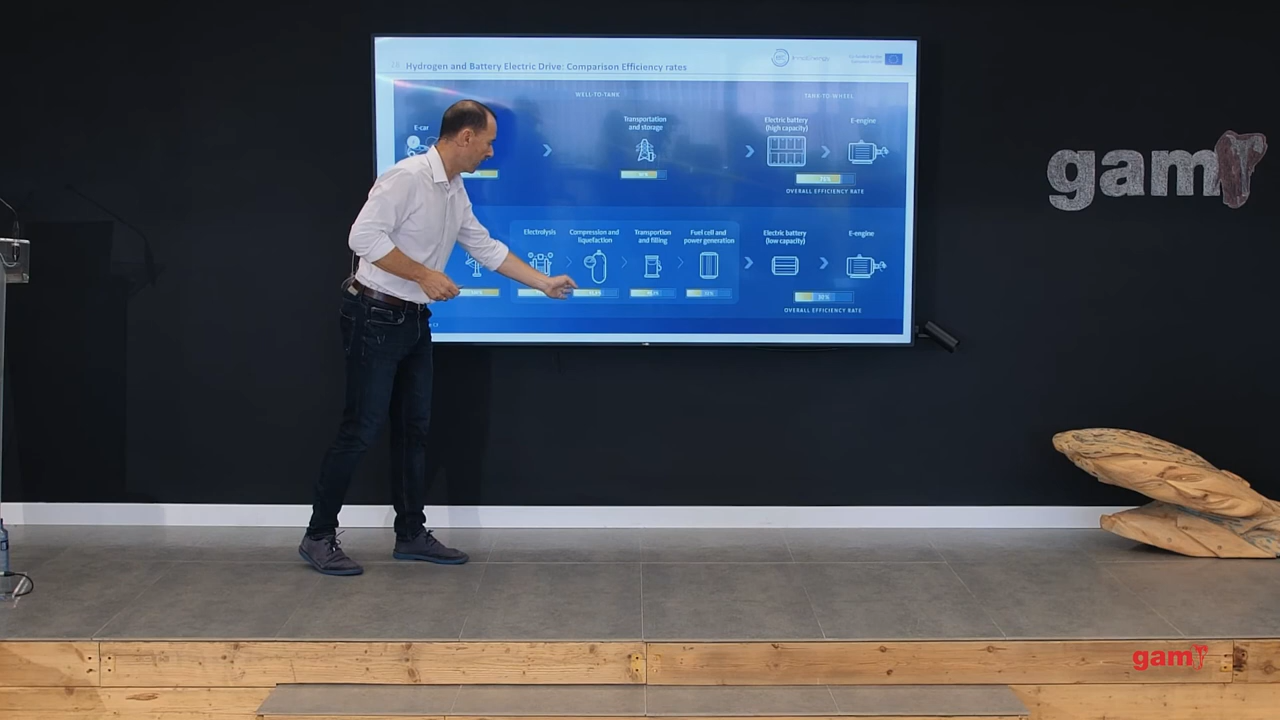 Hydrogen and Battery Electric Drive: Comparison Efficiency rates
WELL-TO-TANK
TANK-TO-WHEEL
E-car
Transportation
and storage
Electric battery
(high capacity)
E-engine
OVERALL EFFICIENCY RATE
Electrolysis
Compression and
liquefaction
Transportion
and filling
Fuel cell and
power generation
Electric battery
(low capacity)
E-engine
30%
OVERALL EFFICIENCY RATE
gam
gam